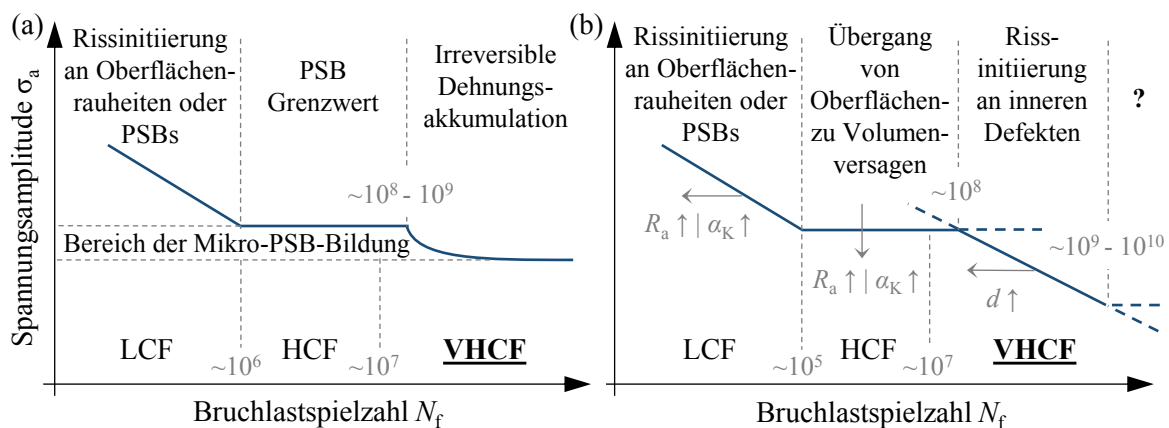 (a)
Spannungsamplitude σa
Rissinitiierung
an Oberflächen-
rauheiten oder
PSBs
PSB
Grenzwert
Irreversible
Dehnungs-
akkumulation
~10^8 - 10^9
Bereich der Mikro-PSB-Bildung
LCF
~10^6
HCF
~10^7
VHCF
Bruchlastspielzahl Nf
(b)
Rissinitiierung
an Oberflächen-
rauheiten oder
PSBs
Übergang
von
Oberflächen-
zu Volumen-
versagen
Riss-
initiierung
an inneren
Defekten
?
~10^8
Ra ↑ | αK ↑
Ra ↑ | αK ↑
~10^9 - 10^10
d ↑
LCF
~10^5
HCF
~10^7
VHCF
Bruchlastspielzahl Nf